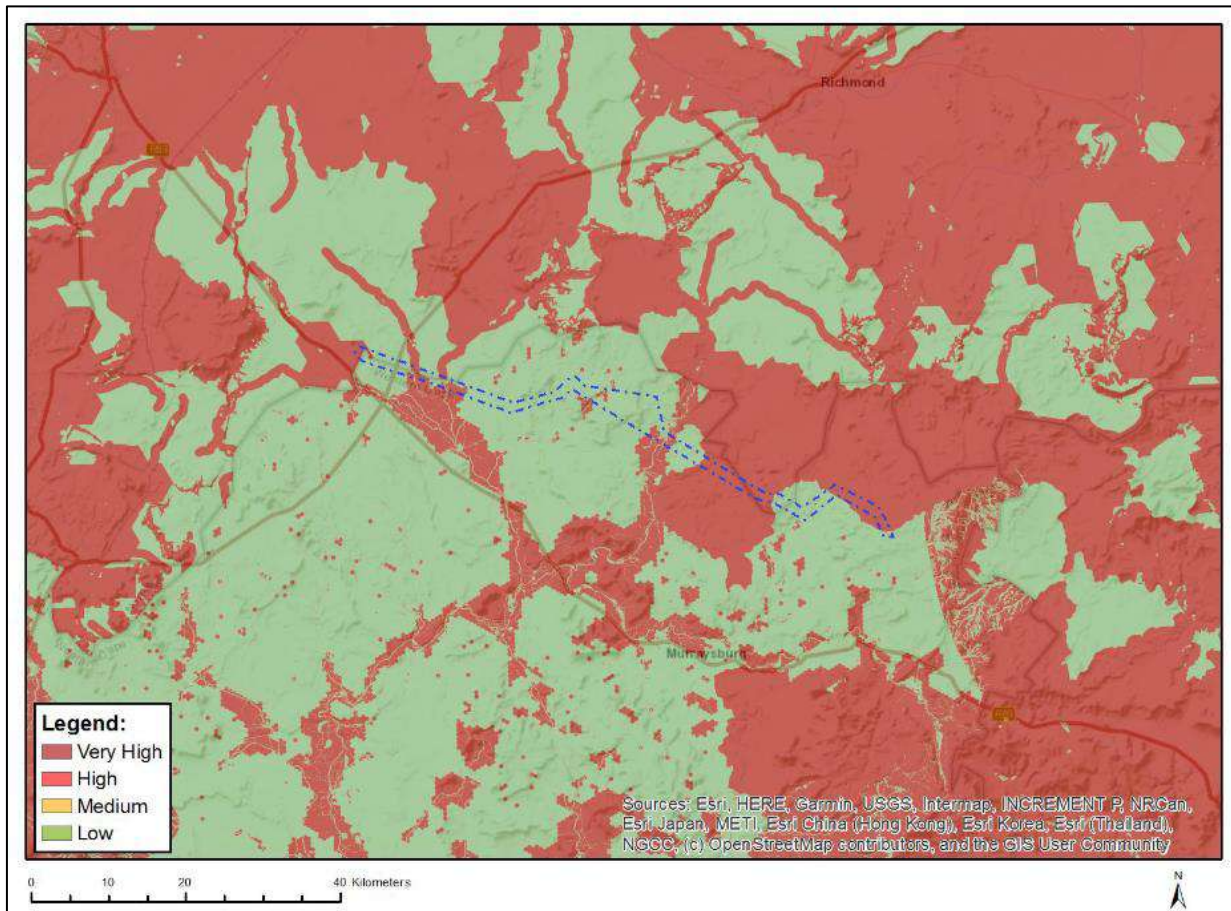 Richmond
Murraysburg
Legend:
Very High
High
Medium
Low
Sources: Esri, HERE, Garmin, USGS, Intermap, INCREMENT P, NRCan,
Esri Japan, METI, Esri China (Hong Kong), Esri Korea, Esri (Thailand),
NGCC, (c) OpenStreetMap contributors, and the GIS User Community
0 10 20 40 Kilometers
N